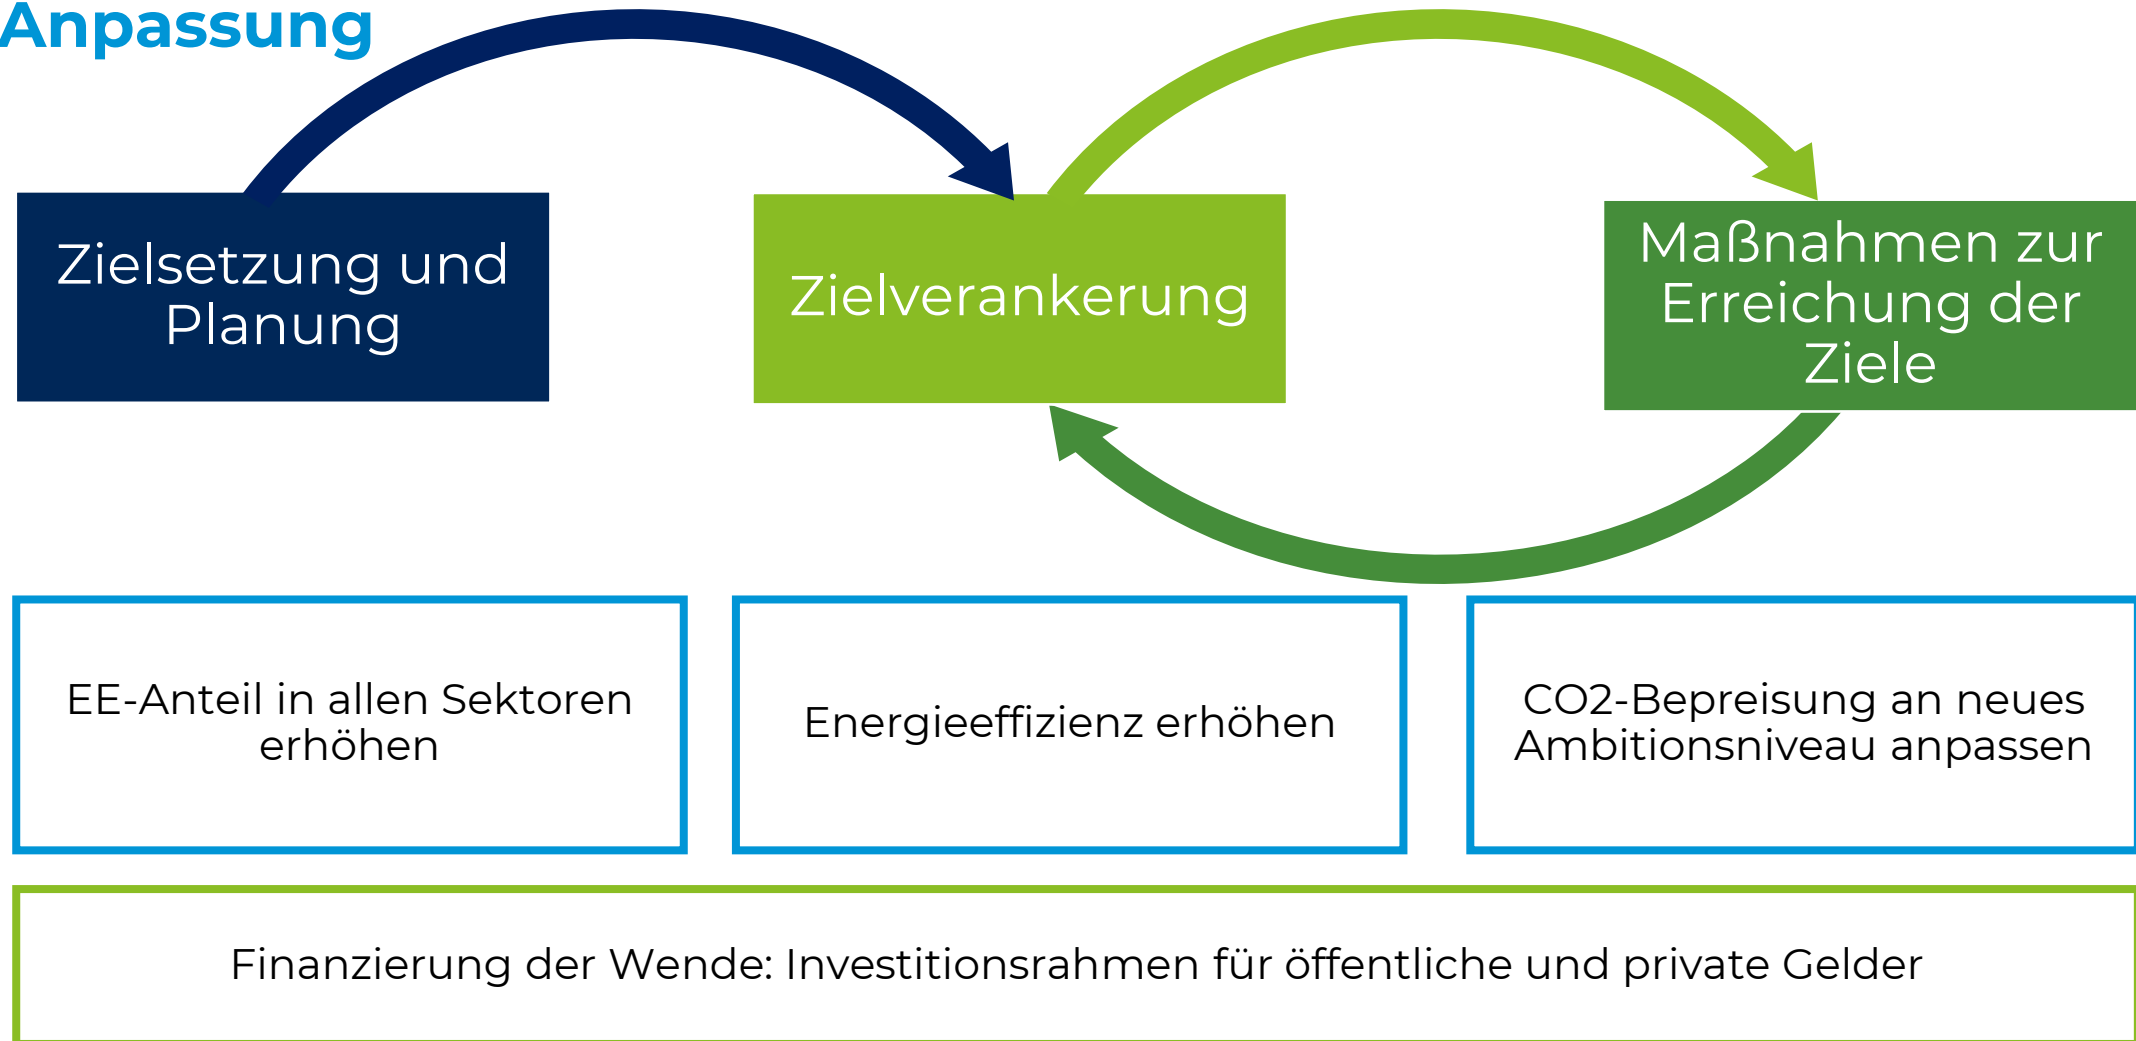 Anpassung
Zielsetzung und
Planung
Zielverankerung
Maßnahmen zur
Erreichung der
Ziele
EE-Anteil in allen Sektoren
erhöhen
Energieeffizienz erhöhen
CO2-Bepreisung an neues
Ambitionsniveau anpassen
Finanzierung der Wende: Investitionsrahmen für öffentliche und private Gelder